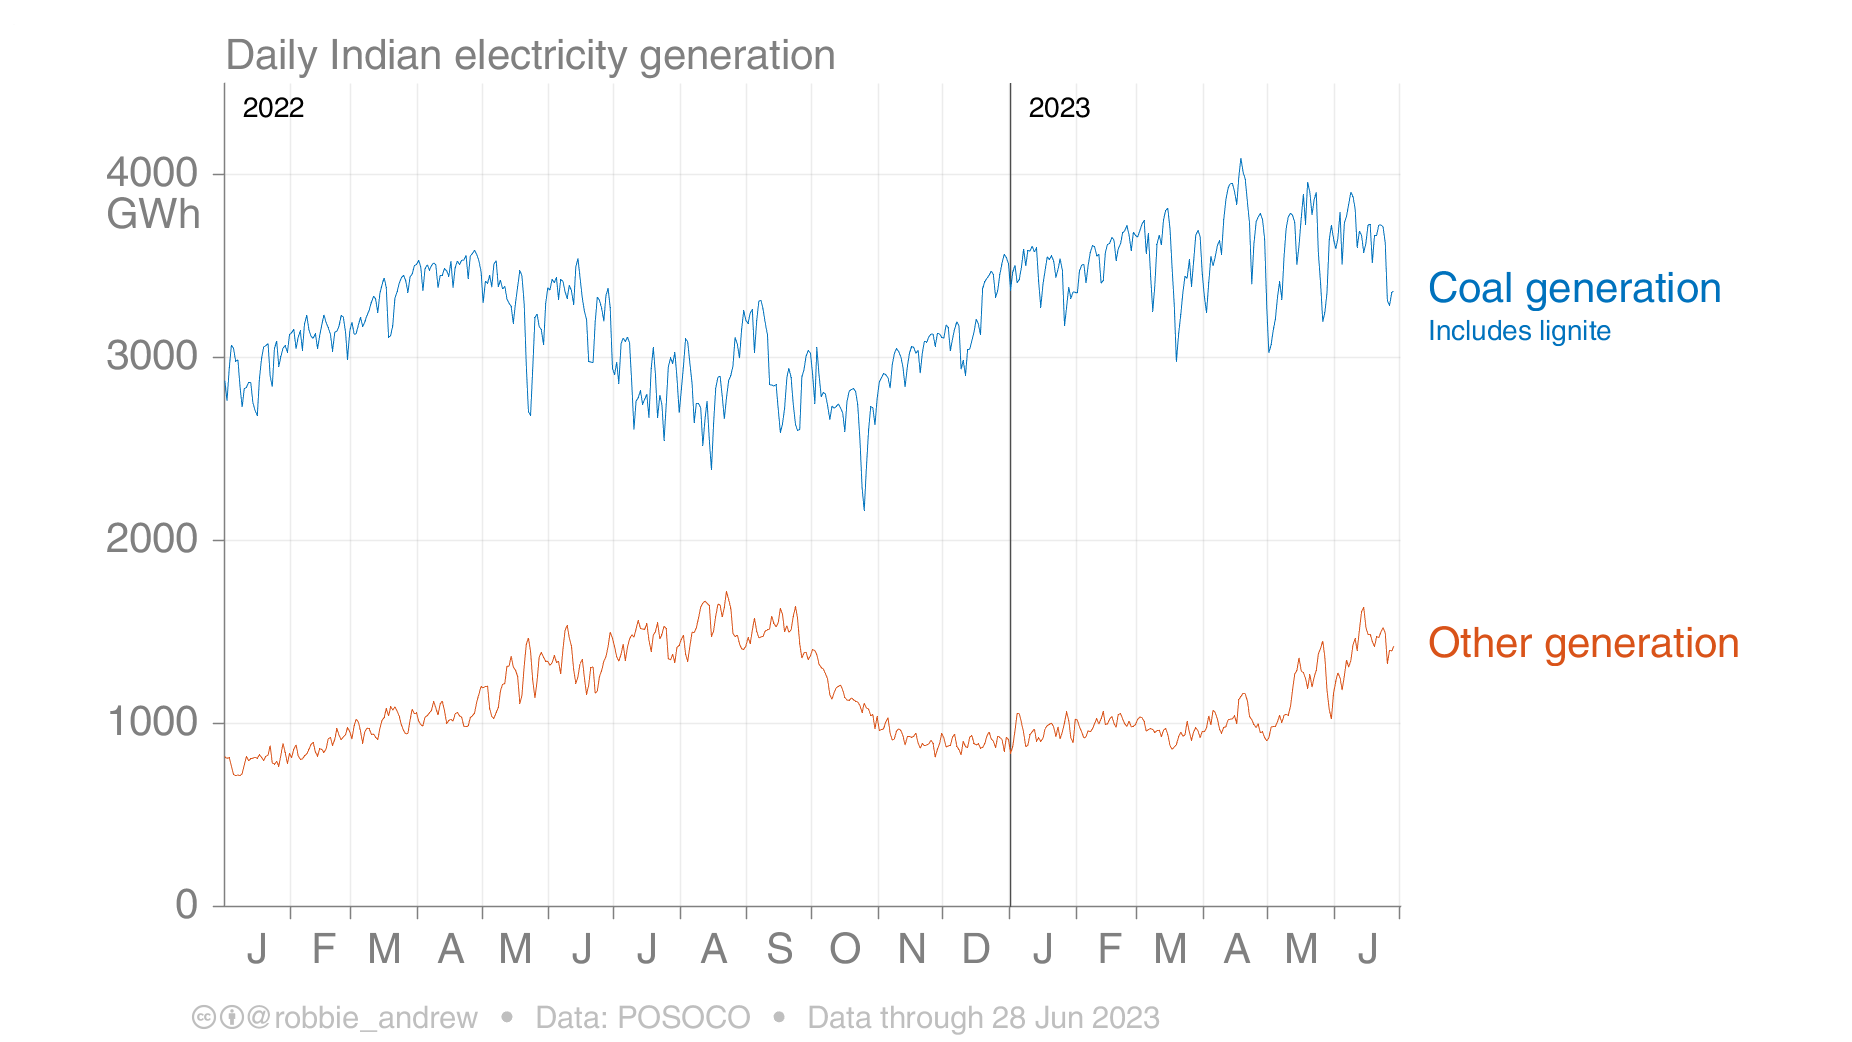 Daily Indian electricity generation
2022
2023
4000
GWh
3000
2000
1000
0
Coal generation
Includes lignite
Other generation
J F M A M J J A S O N D J F M A M J
cc @robbie_andrew • Data: POSOCO • Data through 28 Jun 2023